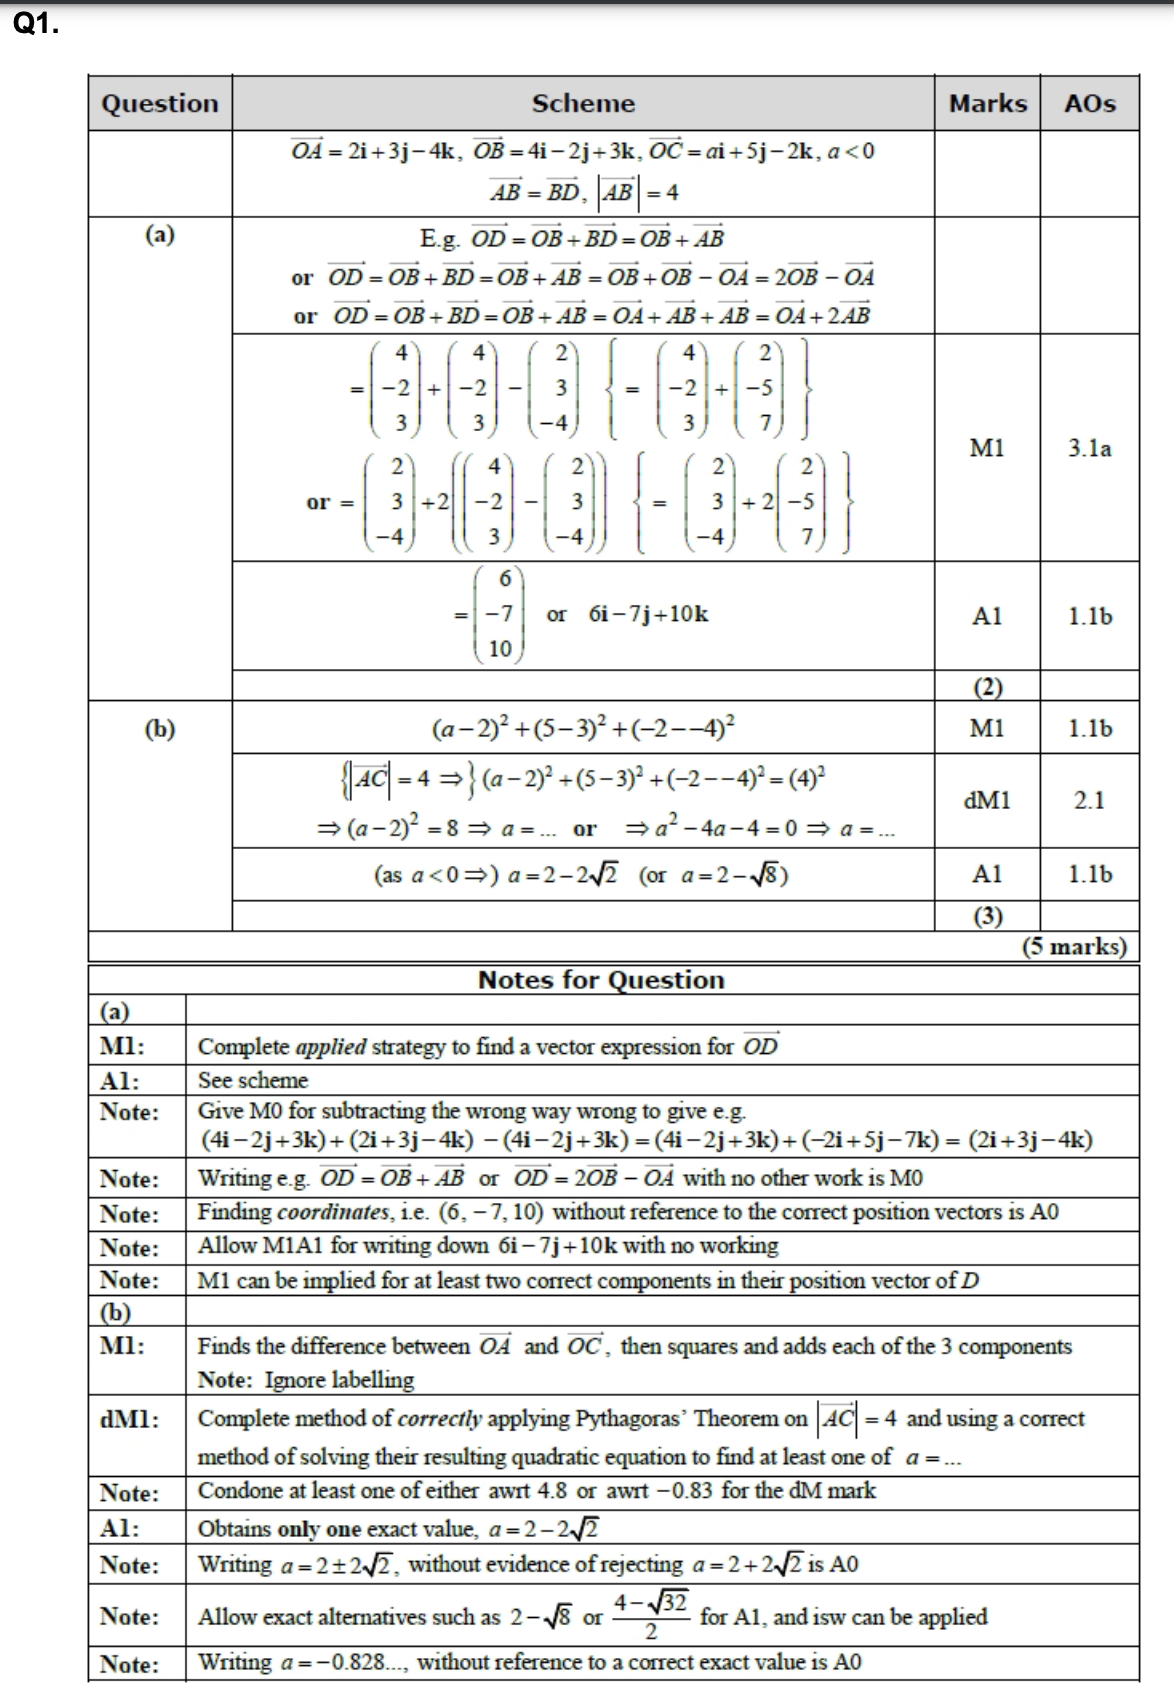 Q1.
Question Scheme Marks AOs
$\overrightarrow{OA} = 2\mathbf{i}+3\mathbf{j}-4\mathbf{k}$, $\overrightarrow{OB} = 4\mathbf{i}-2\mathbf{j}+3\mathbf{k}$, $\overrightarrow{OC} = a\mathbf{i}+5\mathbf{j}-2\mathbf{k}$, $a<0$
$\overrightarrow{AB} = \overrightarrow{BD}$, $|\overrightarrow{AB}| = 4$
(a) E.g. $\overrightarrow{OD} = \overrightarrow{OB}+\overrightarrow{BD} = \overrightarrow{OB}+\overrightarrow{AB}$
or $\overrightarrow{OD} = \overrightarrow{OB}+\overrightarrow{BD} = \overrightarrow{OB}+\overrightarrow{AB} = \overrightarrow{OB}+\overrightarrow{OB}-\overrightarrow{OA} = 2\overrightarrow{OB}-\overrightarrow{OA}$
or $\overrightarrow{OD} = \overrightarrow{OB}+\overrightarrow{BD} = \overrightarrow{OB}+\overrightarrow{AB} = \overrightarrow{OA}+\overrightarrow{AB}+\overrightarrow{AB} = \overrightarrow{OA}+2\overrightarrow{AB}$
$= \begin{pmatrix}4\\-2\\3\end{pmatrix}+\begin{pmatrix}4\\-2\\3\end{pmatrix}-\begin{pmatrix}2\\3\\-4\end{pmatrix} \left\{=\begin{pmatrix}4\\-2\\3\end{pmatrix}+\begin{pmatrix}2\\-5\\7\end{pmatrix}\right\}$
or $= \begin{pmatrix}2\\3\\-4\end{pmatrix}+2\left(\begin{pmatrix}4\\-2\\3\end{pmatrix}-\begin{pmatrix}2\\3\\-4\end{pmatrix}\right) \left\{=\begin{pmatrix}2\\3\\-4\end{pmatrix}+2\begin{pmatrix}2\\-5\\7\end{pmatrix}\right\}$ M1 3.1a
$= \begin{pmatrix}6\\-7\\10\end{pmatrix}$ or $6\mathbf{i}-7\mathbf{j}+10\mathbf{k}$ A1 1.1b
(2)
(b) $(a-2)^2+(5-3)^2+(-2--4)^2$ M1 1.1b
$\{|\overrightarrow{AC}| = 4 \Rightarrow\} (a-2)^2+(5-3)^2+(-2--4)^2 = (4)^2$
$\Rightarrow (a-2)^2 = 8 \Rightarrow a = ...$ or $\Rightarrow a^2-4a-4 = 0 \Rightarrow a = ...$ dM1 2.1
(as $a<0 \Rightarrow$) $a = 2-2\sqrt{2}$ (or $a = 2-\sqrt{8}$) A1 1.1b
(3)
(5 marks)
Notes for Question
(a)
M1: Complete applied strategy to find a vector expression for $\overrightarrow{OD}$
A1: See scheme
Note: Give M0 for subtracting the wrong way wrong to give e.g.
$(4\mathbf{i}-2\mathbf{j}+3\mathbf{k})+(2\mathbf{i}+3\mathbf{j}-4\mathbf{k})-(4\mathbf{i}-2\mathbf{j}+3\mathbf{k}) = (4\mathbf{i}-2\mathbf{j}+3\mathbf{k})+(-2\mathbf{i}+5\mathbf{j}-7\mathbf{k}) = (2\mathbf{i}+3\mathbf{j}-4\mathbf{k})$
Note: Writing e.g. $\overrightarrow{OD} = \overrightarrow{OB}+\overrightarrow{AB}$ or $\overrightarrow{OD} = 2\overrightarrow{OB}-\overrightarrow{OA}$ with no other work is M0
Note: Finding coordinates, i.e. (6, −7, 10) without reference to the correct position vectors is A0
Note: Allow M1A1 for writing down $6\mathbf{i}-7\mathbf{j}+10\mathbf{k}$ with no working
Note: M1 can be implied for at least two correct components in their position vector of D
(b)
M1: Finds the difference between $\overrightarrow{OA}$ and $\overrightarrow{OC}$, then squares and adds each of the 3 components
Note: Ignore labelling
dM1: Complete method of correctly applying Pythagoras' Theorem on $|\overrightarrow{AC}| = 4$ and using a correct
method of solving their resulting quadratic equation to find at least one of $a = ...$
Note: Condone at least one of either awrt 4.8 or awrt −0.83 for the dM mark
A1: Obtains only one exact value, $a = 2-2\sqrt{2}$
Note: Writing $a = 2\pm2\sqrt{2}$, without evidence of rejecting $a = 2+2\sqrt{2}$ is A0
Note: Allow exact alternatives such as $2-\sqrt{8}$ or $\frac{4-\sqrt{32}}{2}$ for A1, and isw can be applied
Note: Writing $a = -0.828...$, without reference to a correct exact value is A0